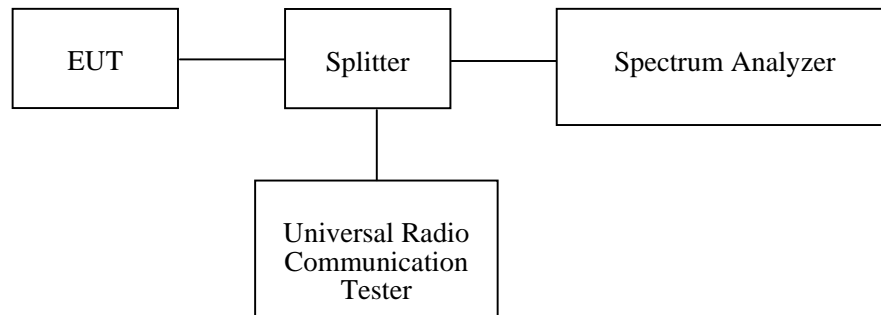 EUT
Splitter
Spectrum Analyzer
Universal Radio
Communication
Tester